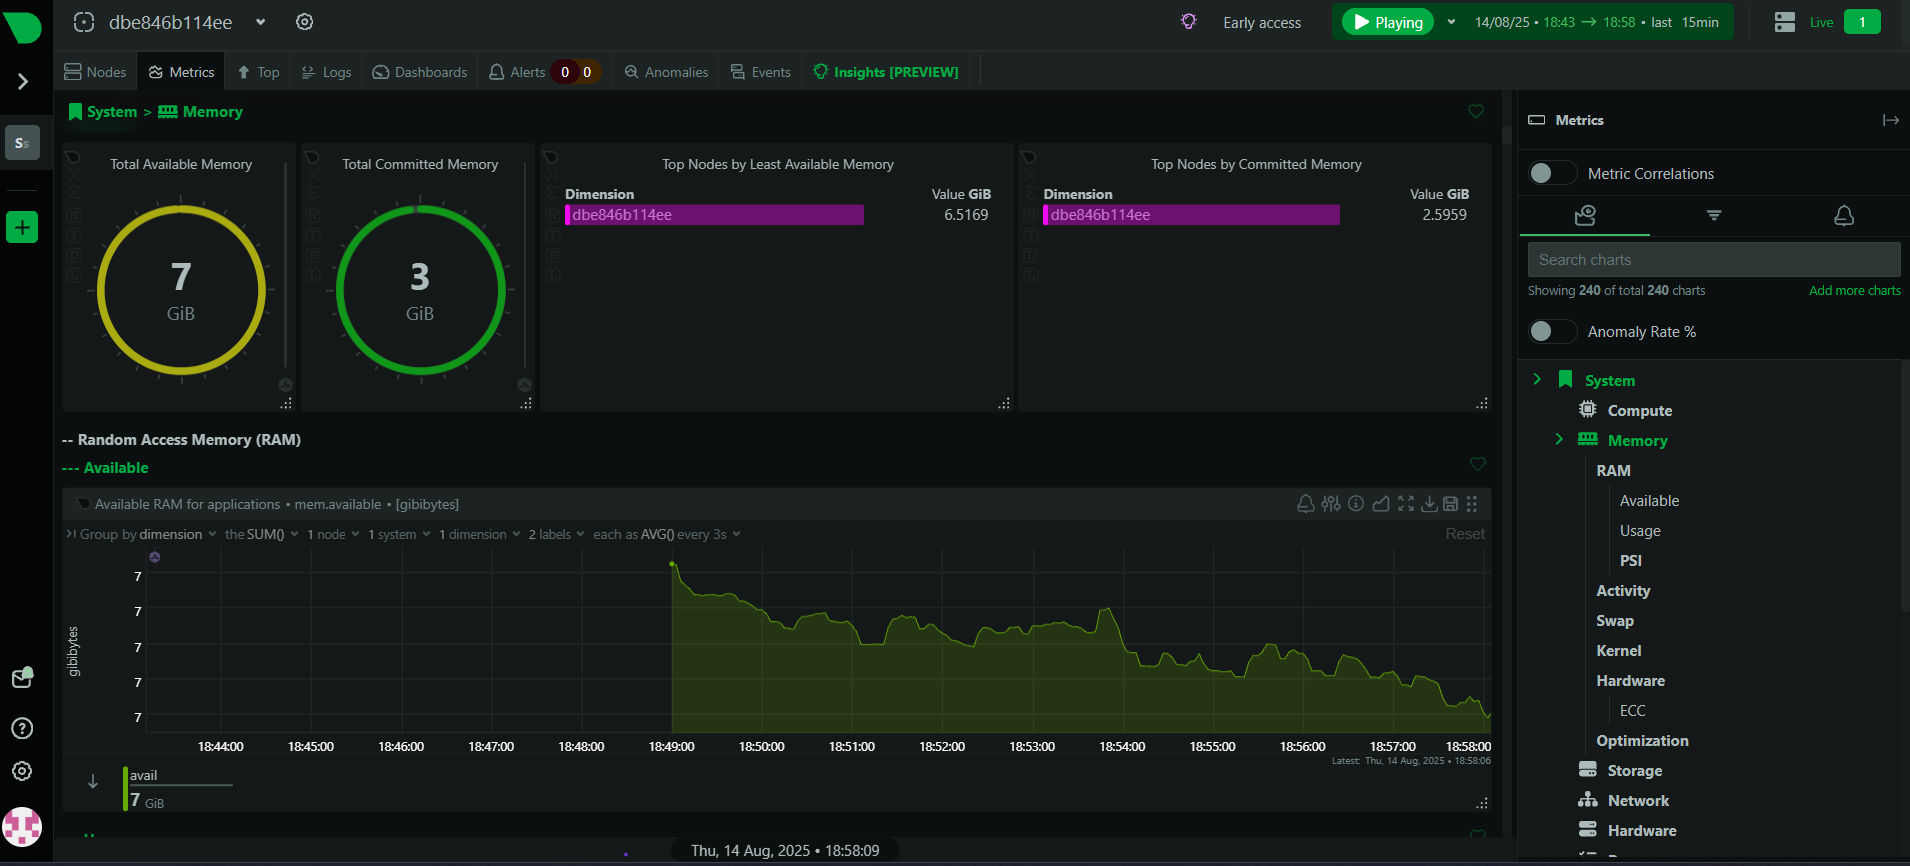 dbe846b114ee
Early access
Playing
14/08/25 • 18:43 → 18:58 • last 15min
Live
1
Nodes
Metrics
Top
Logs
Dashboards
Alerts 0 0
Anomalies
Events
Insights [PREVIEW]
Ss
System > Memory
Total Available Memory
7
GiB
Total Committed Memory
3
GiB
Top Nodes by Least Available Memory
Dimension Value GiB
dbe846b114ee 6.5169
Top Nodes by Committed Memory
Dimension Value GiB
dbe846b114ee 2.5959
-- Random Access Memory (RAM)
--- Available
Available RAM for applications • mem.available • [gibibytes]
Group by dimension the SUM() 1 node 1 system 1 dimension 2 labels each as AVG() every 3s Reset
gibibytes
7
7
7
7
7
18:44:00 18:45:00 18:46:00 18:47:00 18:48:00 18:49:00 18:50:00 18:51:00 18:52:00 18:53:00 18:54:00 18:55:00 18:56:00 18:57:00 18:58:00
Latest: Thu, 14 Aug, 2025 • 18:58:06
avail
7 GiB
Thu, 14 Aug, 2025 • 18:58:09
Metrics
Metric Correlations
Search charts
Showing 240 of total 240 charts Add more charts
Anomaly Rate %
System
Compute
Memory
RAM
Available
Usage
PSI
Activity
Swap
Kernel
Hardware
ECC
Optimization
Storage
Network
Hardware